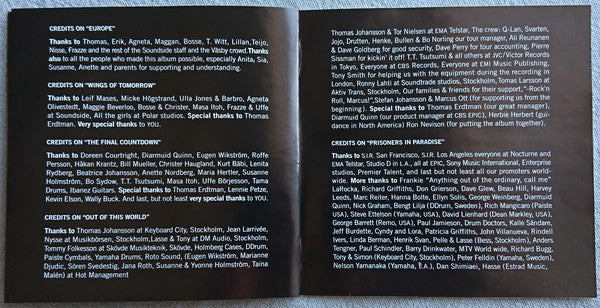 CREDITS ON "EUROPE"
Thanks to Thomas, Erik, Agneta, Maggan, Bosse, T. Witt, Lillan,Teijo,
Nisse, Frazze and the rest of the Soundside staff and the Väsby crowd.Thanks
also to all the people who made this album possible, especially Anita, Sia,
Susanne, Anette and parents for supporting and understanding.
CREDITS ON "WINGS OF TOMORROW"
Thanks to Leif Mases, Micke Högstrand, Ulla Jones & Barbro, Agneta
Olivestedt, Maggie Beverloo, Bosse & Christer, Masa Itoh, Frazze & Uffe
at Soundside, All the girls at Polar studios. Special thanks to Thomas
Erdtman. Very special thanks to YOU.
CREDITS ON "THE FINAL COUNTDOWN"
Thanks to Doreen Courtright, Diarmuid Quinn, Eugen Wikström, Roffe
Persson, Håkan Krantz, Bill Mueller, Christer Haugland, Kurt Bäbi, Lenita
Rydberg, Beatrice Johansson, Anette Nordberg, Maria Hertler, Susanne
Holmström, Bo Sydow, T.T. Tsutsumi, Masa Itoh, Uffe Börjesson, Tama
Drums, Ibanez Guitars. Special thanks to Thomas Erdtman, Lennie Petze,
Kevin Elson, Wally Buck. And last, but not least very special thanks to YOU.
CREDITS ON "OUT OF THIS WORLD"
Thanks to Thomas Johansson at Keyboard City, Stockholm, Jean Larrivée,
Nysse at Musikbörsen, Stockholm,Lasse & Tony at DM Audio, Stockholm,
Tommy Folkesson at Skövde Musikteknik, Skövde, Holmberg Cases, DDrum,
Paiste Cymbals, Yamaha Drums, Roto Sound, (Eugen Wikström, Marianne
Djudic, Sören Svedestig, Jana Roth, Susanne & Yvonne Holmström, Taina
Malén) at Hot Management
Thomas Johansson & Tor Nielsen at EMA Telstar, The crew: Q-Lan, Svarten,
Jojo, Drutten, Henke, Bullen & Bo Norling our tour manager, Ali Reunanen
& Dave Goldberg for good security, Dave Perry for tour accounting, Pierre
Sissman for kickin' it off! T.T. Tsutsumi & all others at JVC/Victor Records
in Tokyo, Everyone at CBS Records, Everyone at EMI Music Publishing,
Tony Smith for helping us with the equipment during the recording in
London, Ronny Lahti at Soundtrade studios, Stockholm,Tomas Larsson at
Aktiv Trans, Stockholm, Our families & friends for their support,"-Rock'n
Roll, Marcus!",Stefan Johansson & Marcus Ott (for supporting us from the
beginning). Special thanks to Thomas Erdtman (our great manager),
Diarmuid Quinn (our product manager at CBS EPIC), Herbie Herbert (gui-
dance in North America) Ron Nevison (for putting the album together).
CREDITS ON "PRISONERS IN PARADISE"
Thanks to S.I.R. San Francisco, S.I.R. Los Angeles everyone at Nocturne and
EMA Telstar, Studio D in L.A., all at EPIC, Sony Music International, Enterprise
studios, Premier Talent, and last but not least all our promoters world-
wide. More thanks to Frankie "Anything out of the ordinary, call me"
LaRocka, Richard Griffiths, Don Grierson, Dave Glew, Beau Hill, Harvey
Leeds, Marc Reiter, Hanna Bolte, Ellyn Solis, George Weinberg, Diarmuid
Quinn, Nick Graham, Bengt Lilja (DDrum, Sweden), Rich Mangicaro (Paiste
USA), Steve Ettelson (Yamaha, USA), David Lienhard (Dean Markley, USA),
George Barrett (Remo, USA), Paul Jamieson, Drum Doctors, Kalle Såndare,
Jeff Burbette, Cyndy and Lora, Patricia Griffiths, John Villanueva, Rindell
Ivers, Linda Berman, Henrik Svan, Pelle & Lasse (Bess, Stockholm), Anders
Tengner, Paul Schindler, Barry Drinkwater, MTV World wide, Richard Bugg,
Tony & Simon (Keyboard City, Stockholm), Peter Felldin (Yamaha, Sweden),
Nelson Yamanaka (Yamaha, L.A.), Dan Shimiaei, Hasse (Estrad Music,